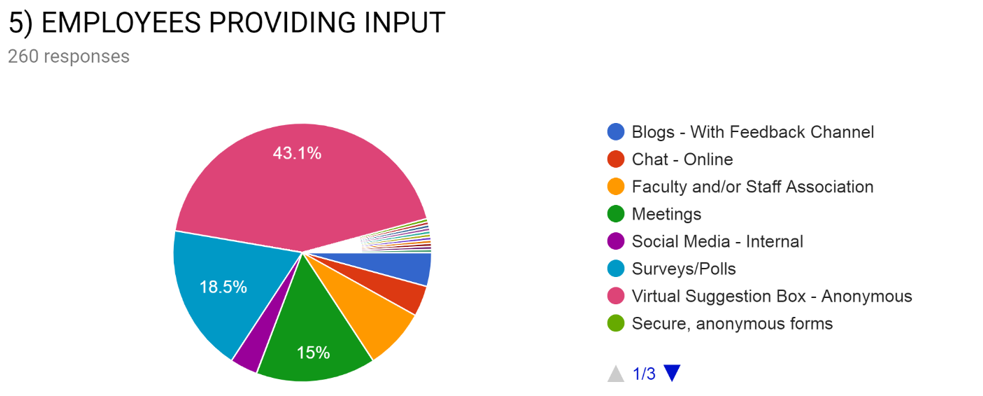 5) EMPLOYEES PROVIDING INPUT
260 responses
43.1%
18.5%
15%
Blogs - With Feedback Channel
Chat - Online
Faculty and/or Staff Association
Meetings
Social Media - Internal
Surveys/Polls
Virtual Suggestion Box - Anonymous
Secure, anonymous forms
1/3